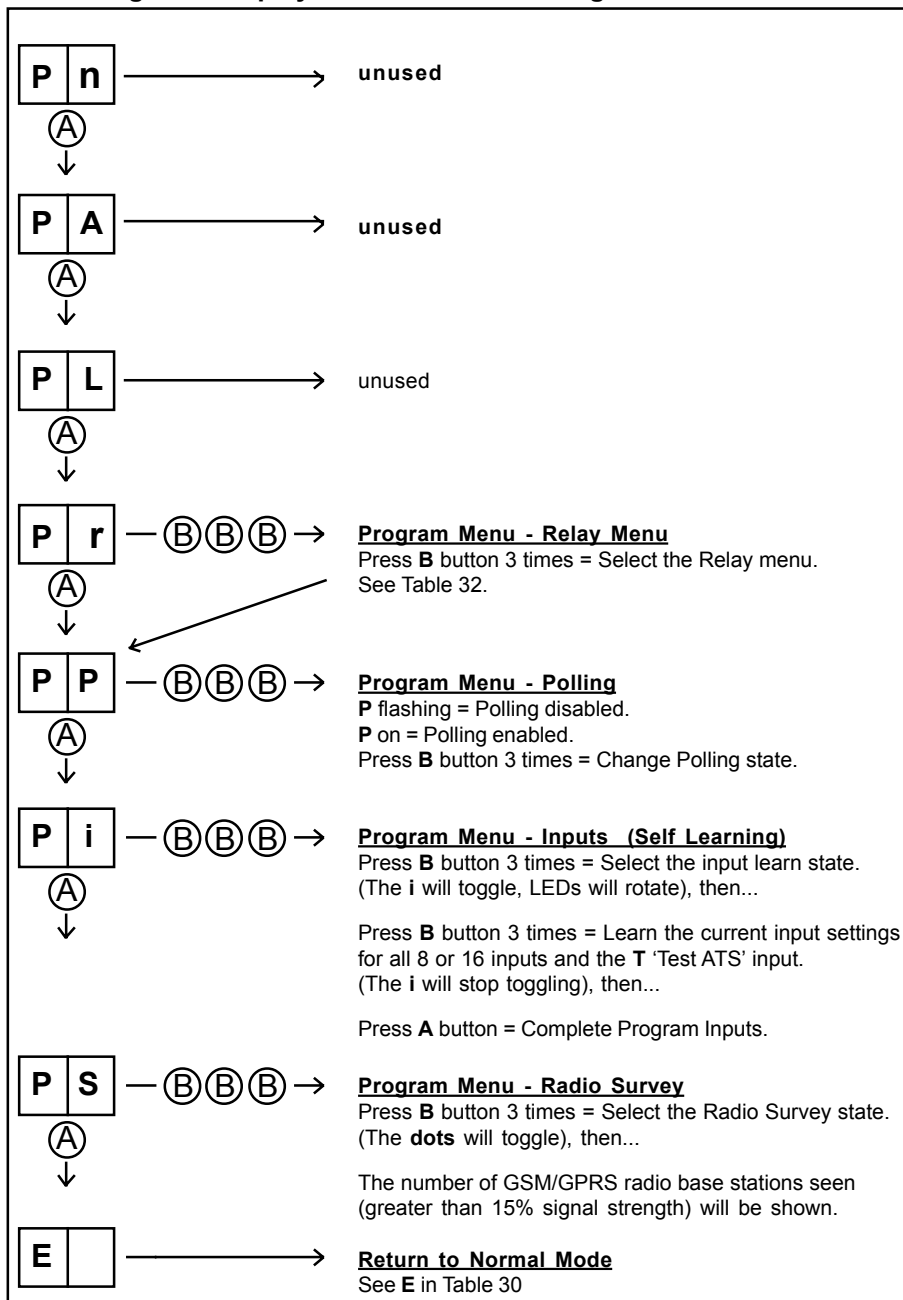 P n unused
A
P A unused
A
P L unused
A
P r B B B Program Menu - Relay Menu
Press B button 3 times = Select the Relay menu.
See Table 32.
A
P P B B B Program Menu - Polling
P flashing = Polling disabled.
P on = Polling enabled.
Press B button 3 times = Change Polling state.
A
P i B B B Program Menu - Inputs (Self Learning)
Press B button 3 times = Select the input learn state.
(The i will toggle, LEDs will rotate), then...
A
Press B button 3 times = Learn the current input settings
for all 8 or 16 inputs and the T 'Test ATS' input.
(The i will stop toggling), then...
Press A button = Complete Program Inputs.
P S B B B Program Menu - Radio Survey
Press B button 3 times = Select the Radio Survey state.
(The dots will toggle), then...
A
The number of GSM/GPRS radio base stations seen
(greater than 15% signal strength) will be shown.
E Return to Normal Mode
See E in Table 30